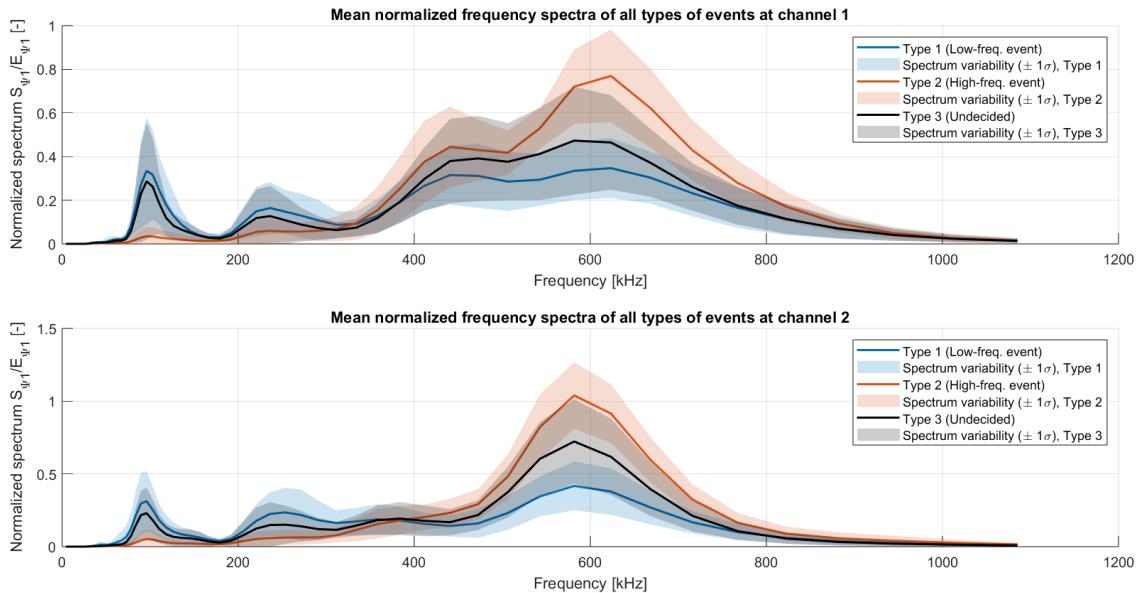 Mean normalized frequency spectra of all types of events at channel 1
Normalized spectrum S_Ψ1/E_Ψ1 [-]
1
0.8
0.6
0.4
0.2
0
0 200 400 600 800 1000 1200
Frequency [kHz]
Type 1 (Low-freq. event)
Spectrum variability (± 1σ), Type 1
Type 2 (High-freq. event)
Spectrum variability (± 1σ), Type 2
Type 3 (Undecided)
Spectrum variability (± 1σ), Type 3
Mean normalized frequency spectra of all types of events at channel 2
Normalized spectrum S_Ψ1/E_Ψ1 [-]
1.5
1
0.5
0
0 200 400 600 800 1000 1200
Frequency [kHz]
Type 1 (Low-freq. event)
Spectrum variability (± 1σ), Type 1
Type 2 (High-freq. event)
Spectrum variability (± 1σ), Type 2
Type 3 (Undecided)
Spectrum variability (± 1σ), Type 3